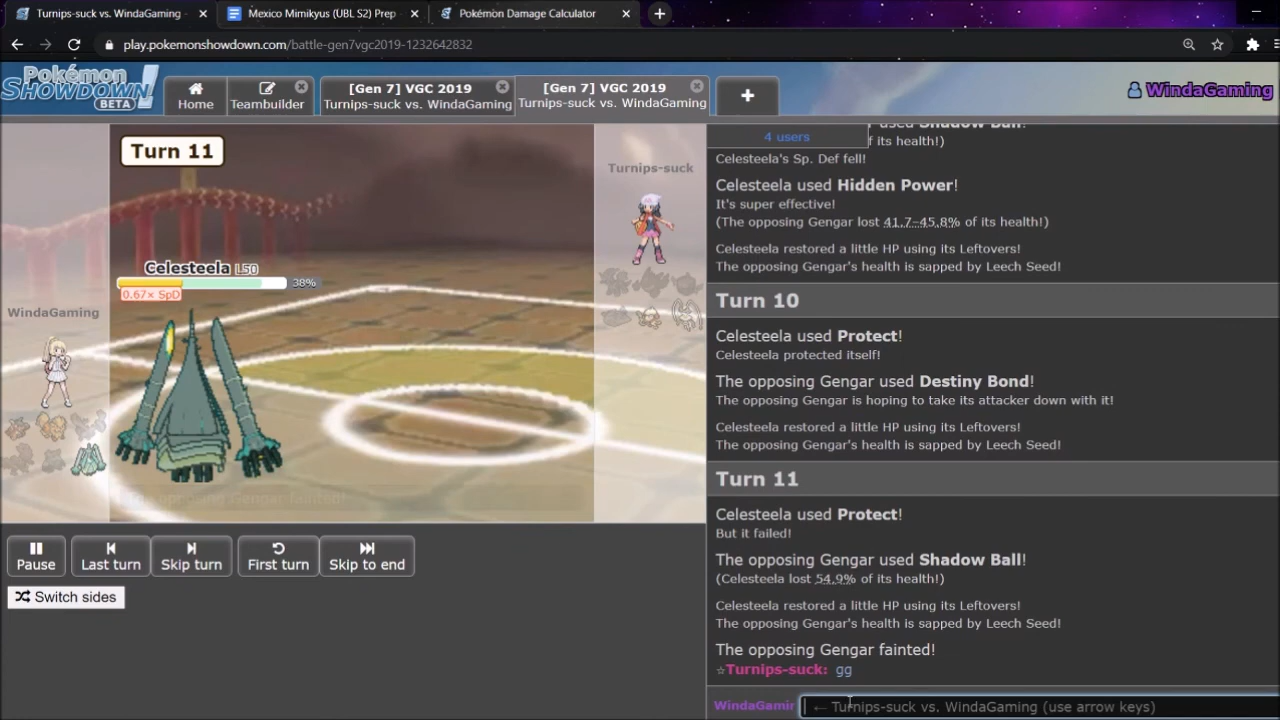 Turnips-suck vs. WindaGaming -
Mexico Mimikyus (UBL S2) Prep
Pokémon Damage Calculator
play.pokemonshowdown.com/battle-gen7vgc2019-1232642832
Pokémon
SHOWDOWN!
BETA
Home
Teambuilder
[Gen 7] VGC 2019
Turnips-suck vs. WindaGaming
[Gen 7] VGC 2019
Turnips-suck vs. WindaGaming
WindaGaming
4 users
Turn 11
Turnips-suck
Celesteela L50
38%
0.67× SpD
WindaGaming
The opposing Gengar fainted!
Pause
Last turn
Skip turn
First turn
Skip to end
Switch sides
used Shadow Ball!
f its health!)
Celesteela's Sp. Def fell!
Celesteela used Hidden Power!
It's super effective!
(The opposing Gengar lost 41.7–45.8% of its health!)
Celesteela restored a little HP using its Leftovers!
The opposing Gengar's health is sapped by Leech Seed!
Turn 10
Celesteela used Protect!
Celesteela protected itself!
The opposing Gengar used Destiny Bond!
The opposing Gengar is hoping to take its attacker down with it!
Celesteela restored a little HP using its Leftovers!
The opposing Gengar's health is sapped by Leech Seed!
Turn 11
Celesteela used Protect!
But it failed!
The opposing Gengar used Shadow Ball!
(Celesteela lost 54.9% of its health!)
Celesteela restored a little HP using its Leftovers!
The opposing Gengar's health is sapped by Leech Seed!
The opposing Gengar fainted!
☆Turnips-suck: gg
WindaGamir
← Turnips-suck vs. WindaGaming (use arrow keys)